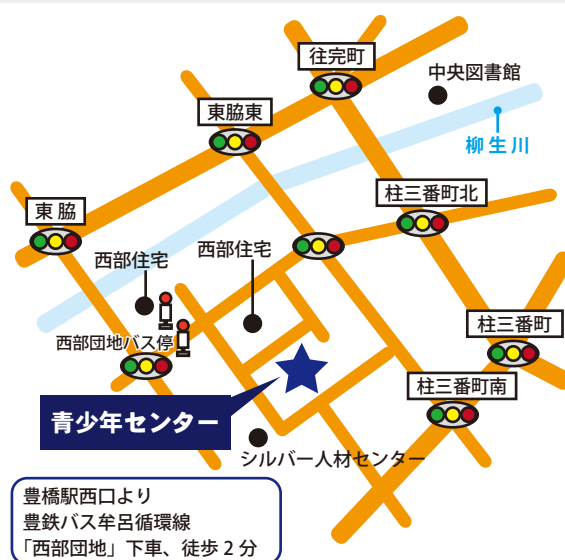 往完町
中央図書館
東脇東
柳生川
柱三番町北
東脇
西部住宅
西部住宅
西部団地バス停
柱三番町
柱三番町南
青少年センター
シルバー人材センター
豊橋駅西口より
豊鉄バス牟呂循環線
「西部団地」下車、徒歩2分